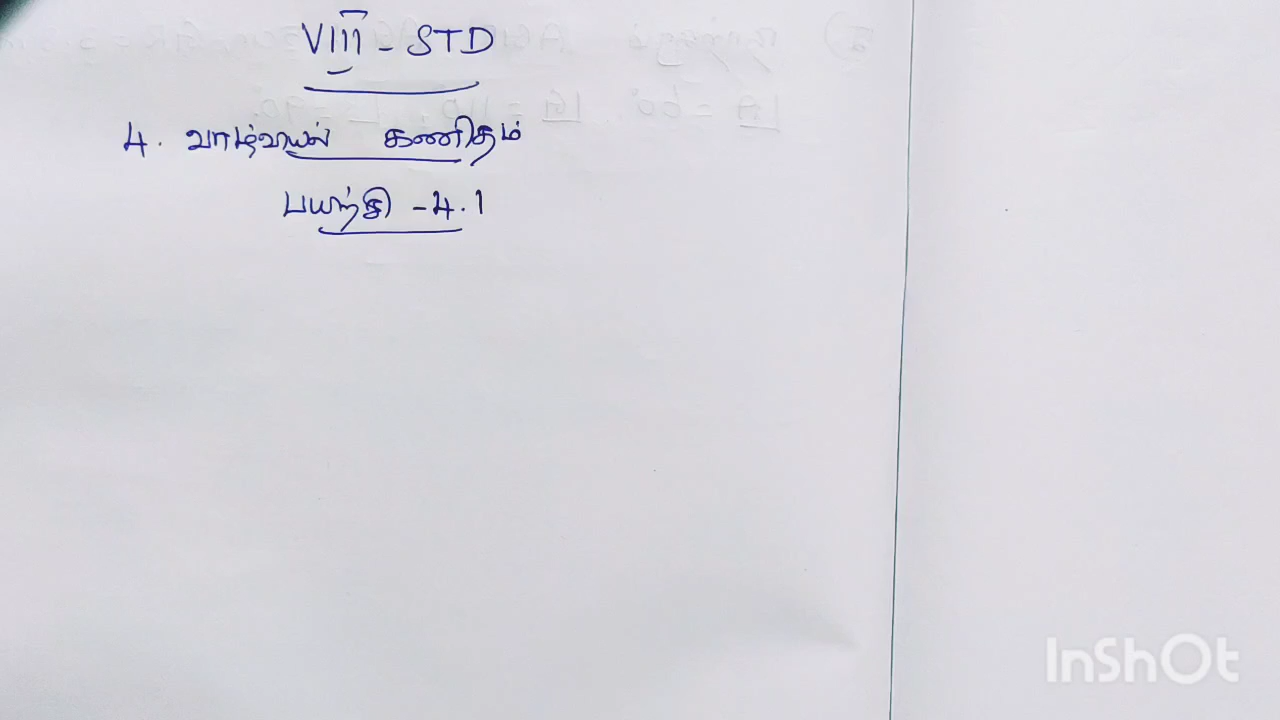 VIII - STD
4. வாழ்வியல் கணிதம்
பயிற்சி - 4.1
InShOt